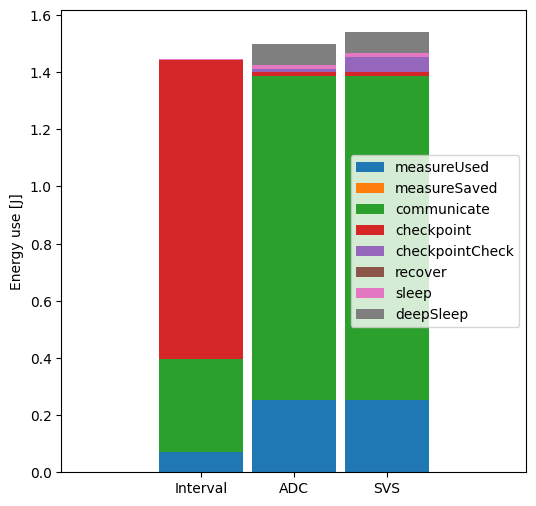 1.6
1.4
1.2
1.0
0.8
0.6
0.4
0.2
0.0
Energy use [J]
measureUsed
measureSaved
communicate
checkpoint
checkpointCheck
recover
sleep
deepSleep
Interval ADC SVS